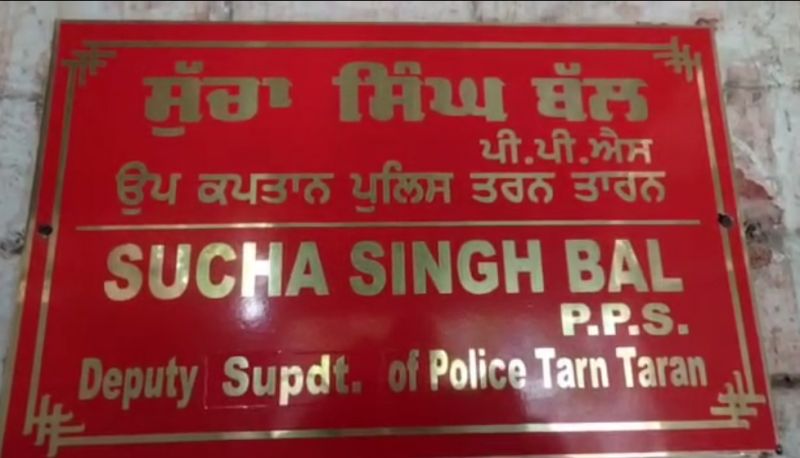 ਸੁੱਚਾ ਸਿੰਘ ਬੱਲ
ਪੀ.ਪੀ.ਐਸ
ਉਪ ਕਪਤਾਨ ਪੁਲਿਸ ਤਰਨ ਤਾਰਨ
SUCHA SINGH BAL
P.P.S.
Deputy Supdt. of Police Tarn Taran